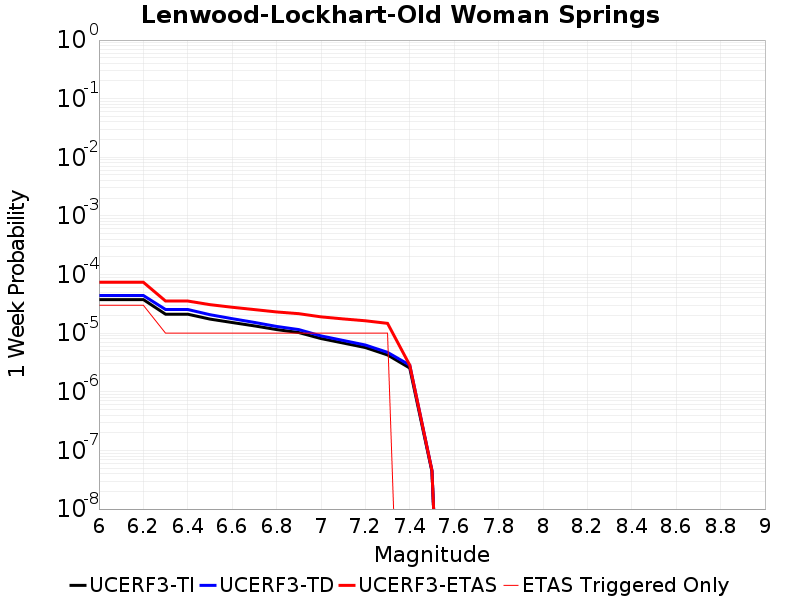 Lenwood-Lockhart-Old Woman Springs
1 Week Probability
10^0
10^-1
10^-2
10^-3
10^-4
10^-5
10^-6
10^-7
10^-8
6 6.2 6.4 6.6 6.8 7 7.2 7.4 7.6 7.8 8 8.2 8.4 8.6 8.8 9
Magnitude
UCERF3-TI UCERF3-TD UCERF3-ETAS ETAS Triggered Only